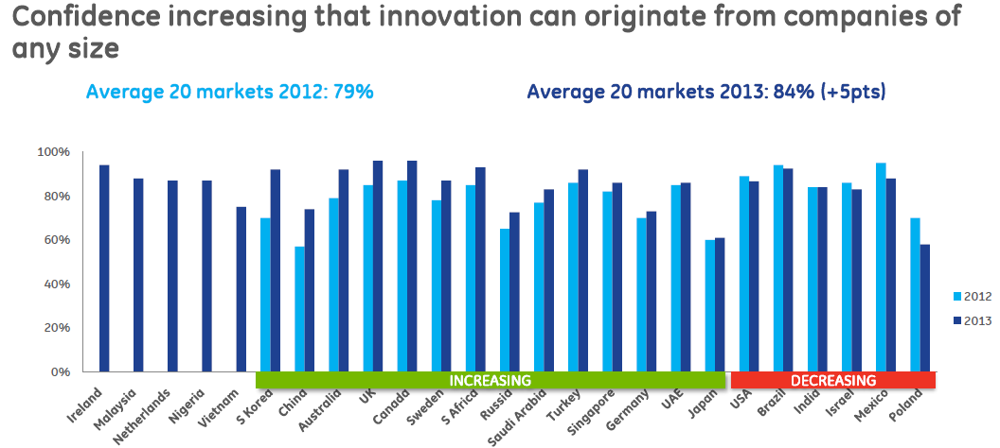 Confidence increasing that innovation can originate from companies of
any size
Average 20 markets 2012: 79%
Average 20 markets 2013: 84% (+5pts)
100%
80%
60%
40%
20%
0%
2012
2013
INCREASING
DECREASING
Ireland
Malaysia
Netherlands
Nigeria
Vietnam
S Korea
China
Australia
UK
Canada
Sweden
S Africa
Russia
Saudi Arabia
Turkey
Singapore
Germany
UAE
Japan
USA
Brazil
India
Israel
Mexico
Poland